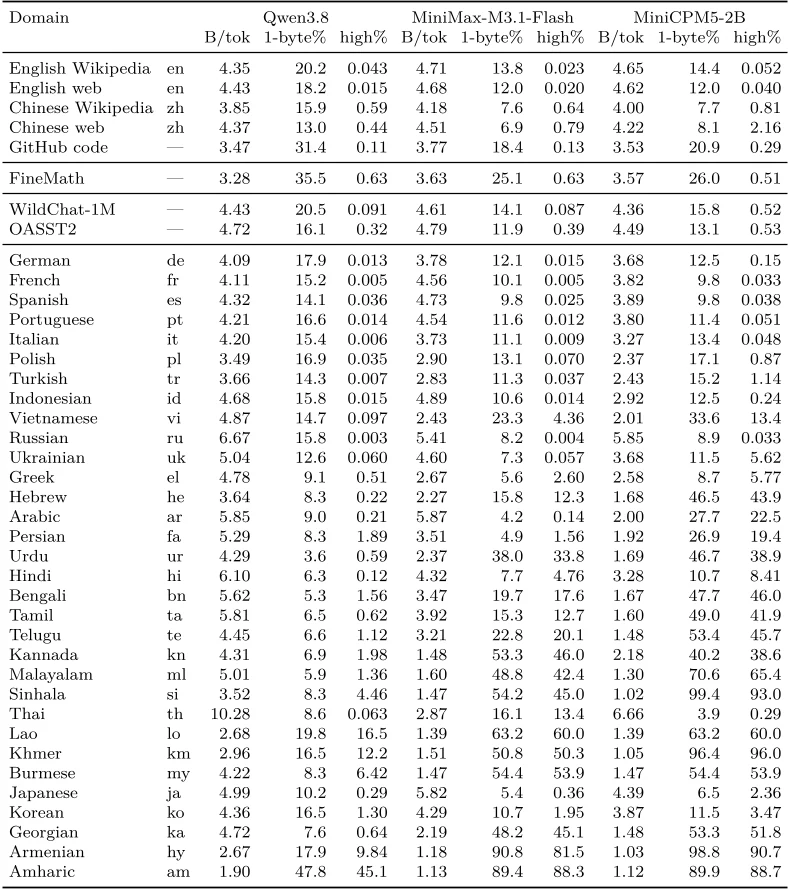 Domain Qwen3.8 MiniMax-M3.1-Flash MiniCPM5-2B
B/tok 1-byte% high% B/tok 1-byte% high% B/tok 1-byte% high%
English Wikipedia en 4.35 20.2 0.043 4.71 13.8 0.023 4.65 14.4 0.052
English web en 4.43 18.2 0.015 4.68 12.0 0.020 4.62 12.0 0.040
Chinese Wikipedia zh 3.85 15.9 0.59 4.18 7.6 0.64 4.00 7.7 0.81
Chinese web zh 4.37 13.0 0.44 4.51 6.9 0.79 4.22 8.1 2.16
GitHub code — 3.47 31.4 0.11 3.77 18.4 0.13 3.53 20.9 0.29
FineMath — 3.28 35.5 0.63 3.63 25.1 0.63 3.57 26.0 0.51
WildChat-1M — 4.43 20.5 0.091 4.61 14.1 0.087 4.36 15.8 0.52
OASST2 — 4.72 16.1 0.32 4.79 11.9 0.39 4.49 13.1 0.53
German de 4.09 17.9 0.013 3.78 12.1 0.015 3.68 12.5 0.15
French fr 4.11 15.2 0.005 4.56 10.1 0.005 3.82 9.8 0.033
Spanish es 4.32 14.1 0.036 4.73 9.8 0.025 3.89 9.8 0.038
Portuguese pt 4.21 16.6 0.014 4.54 11.6 0.012 3.80 11.4 0.051
Italian it 4.20 15.4 0.006 3.73 11.1 0.009 3.27 13.4 0.048
Polish pl 3.49 16.9 0.035 2.90 13.1 0.070 2.37 17.1 0.87
Turkish tr 3.66 14.3 0.007 2.83 11.3 0.037 2.43 15.2 1.14
Indonesian id 4.68 15.8 0.015 4.89 10.6 0.014 2.92 12.5 0.24
Vietnamese vi 4.87 14.7 0.097 2.43 23.3 4.36 2.01 33.6 13.4
Russian ru 6.67 15.8 0.003 5.41 8.2 0.004 5.85 8.9 0.033
Ukrainian uk 5.04 12.6 0.060 4.60 7.3 0.057 3.68 11.5 5.62
Greek el 4.78 9.1 0.51 2.67 5.6 2.60 2.58 8.7 5.77
Hebrew he 3.64 8.3 0.22 2.27 15.8 12.3 1.68 46.5 43.9
Arabic ar 5.85 9.0 0.21 5.87 4.2 0.14 2.00 27.7 22.5
Persian fa 5.29 8.3 1.89 3.51 4.9 1.56 1.92 26.9 19.4
Urdu ur 4.29 3.6 0.59 2.37 38.0 33.8 1.69 46.7 38.9
Hindi hi 6.10 6.3 0.12 4.32 7.7 4.76 3.28 10.7 8.41
Bengali bn 5.62 5.3 1.56 3.47 19.7 17.6 1.67 47.7 46.0
Tamil ta 5.81 6.5 0.62 3.92 15.3 12.7 1.60 49.0 41.9
Telugu te 4.45 6.6 1.12 3.21 22.8 20.1 1.48 53.4 45.7
Kannada kn 4.31 6.9 1.98 1.48 53.3 46.0 2.18 40.2 38.6
Malayalam ml 5.01 5.9 1.36 1.60 48.8 42.4 1.30 70.6 65.4
Sinhala si 3.52 8.3 4.46 1.47 54.2 45.0 1.02 99.4 93.0
Thai th 10.28 8.6 0.063 2.87 16.1 13.4 6.66 3.9 0.29
Lao lo 2.68 19.8 16.5 1.39 63.2 60.0 1.39 63.2 60.0
Khmer km 2.96 16.5 12.2 1.51 50.8 50.3 1.05 96.4 96.0
Burmese my 4.22 8.3 6.42 1.47 54.4 53.9 1.47 54.4 53.9
Japanese ja 4.99 10.2 0.29 5.82 5.4 0.36 4.39 6.5 2.36
Korean ko 4.36 16.5 1.30 4.29 10.7 1.95 3.87 11.5 3.47
Georgian ka 4.72 7.6 0.64 2.19 48.2 45.1 1.48 53.3 51.8
Armenian hy 2.67 17.9 9.84 1.18 90.8 81.5 1.03 98.8 90.7
Amharic am 1.90 47.8 45.1 1.13 89.4 88.3 1.12 89.9 88.7